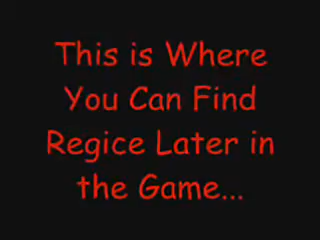 This is Where
You Can Find
Regice Later in
the Game...